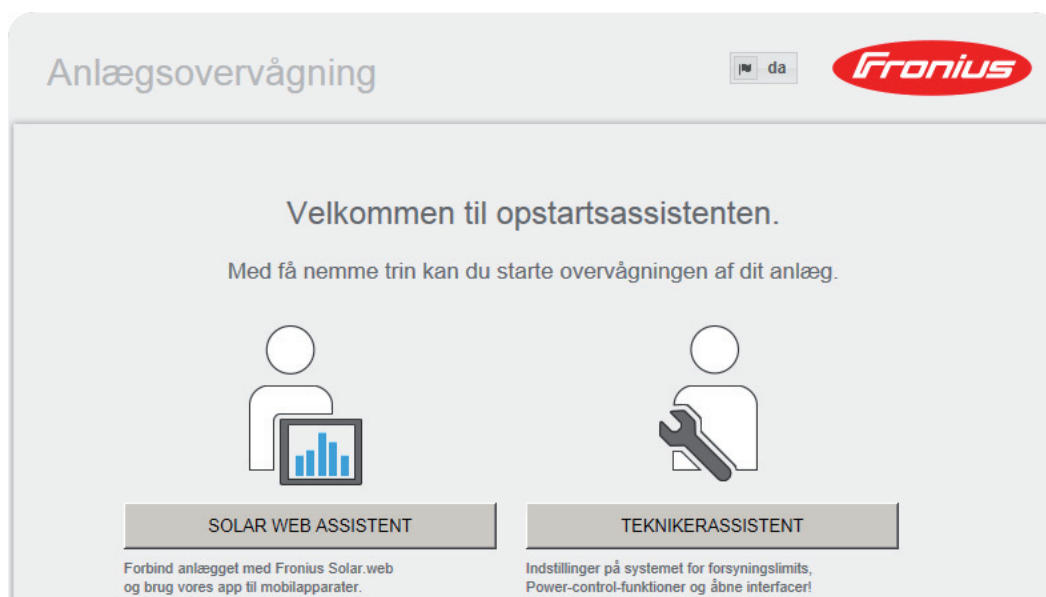 Anlægsovervågning
da
Fronius
Velkommen til opstartsassistenten.
Med få nemme trin kan du starte overvågningen af dit anlæg.
SOLAR WEB ASSISTENT
Forbind anlægget med Fronius Solar.web
og brug vores app til mobilapparater.
TEKNIKERASSISTENT
Indstillinger på systemet for forsyningslimits,
Power-control-funktioner og åbne interfacer!